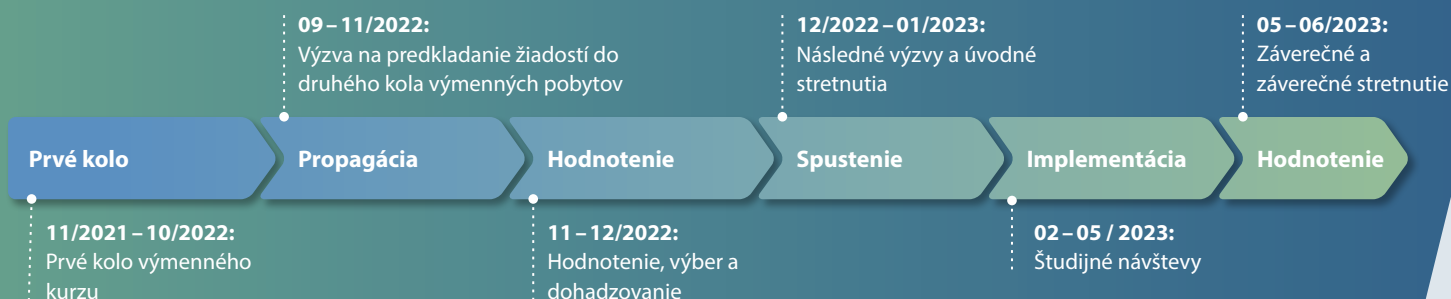 09 – 11/2022:
Výzva na predkladanie žiadostí do
druhého kola výmenných pobytov
12/2022 – 01/2023:
Následné výzvy a úvodné
stretnutia
05 – 06/2023:
Záverečné a
záverečné stretnutie
Prvé kolo
Propagácia
Hodnotenie
Spustenie
Implementácia
Hodnotenie
11/2021 – 10/2022:
Prvé kolo výmenného
kurzu
11 – 12/2022:
Hodnotenie, výber a
dohadzovanie
02 – 05 / 2023:
Študijné návštevy